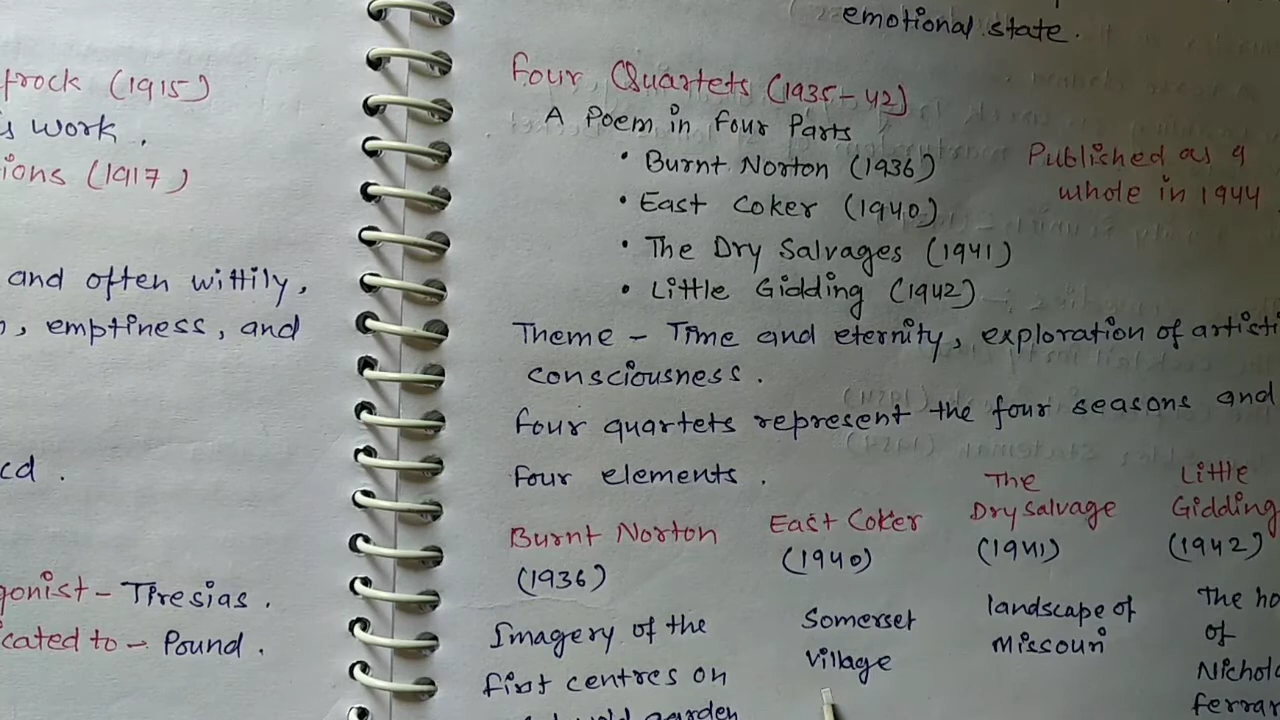 frock (1915)
s work.
ions (1917)
and often wittily,
, emptiness, and
cd.
gonist - Tiresias.
cated to - Pound.
emotional state.
Four Quartets (1935-42)
A Poem in Four Parts
• Burnt Norton (1936)
• East Coker (1940)
• The Dry Salvages (1941)
• Little Gidding (1942)
Published as a
whole in 1944
Theme - Time and eternity, exploration of artisti
consciousness.
Four quartets represent the four seasons and
four elements.
Burnt Norton
(1936)
Imagery of the
first centres on
garden
East Coker
(1940)
Somerset
village
The
Dry Salvage
(1941)
landscape of
Missouri
Little
Gidding
(1942)
The ho
of
Nichola
ferrar